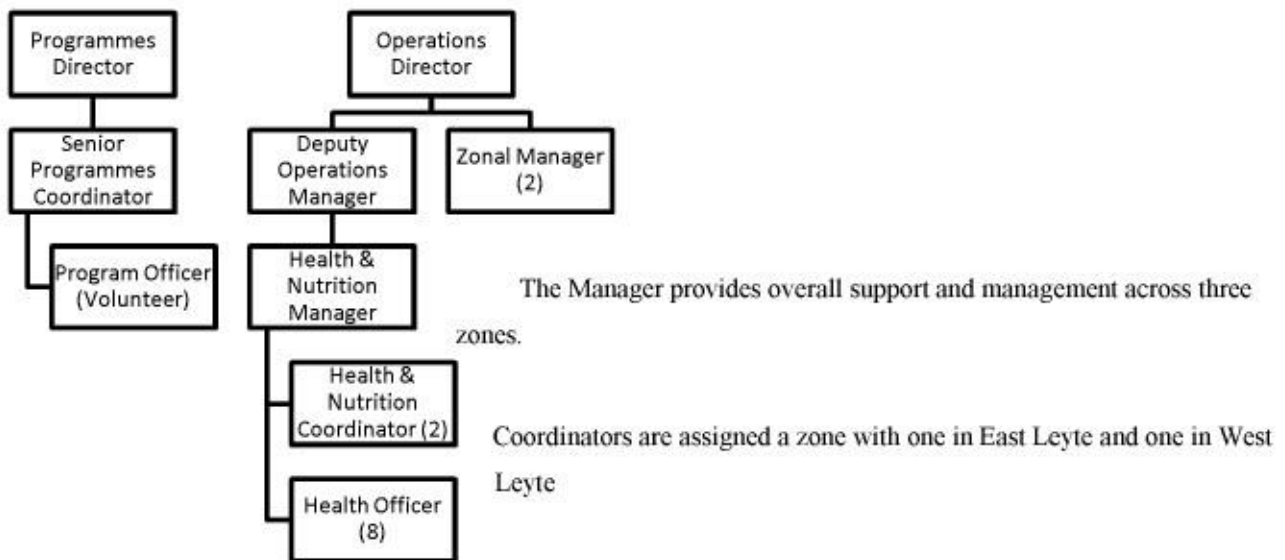 Programmes
Director
Operations
Director
Senior
Programmes
Coordinator
Deputy
Operations
Manager
Zonal Manager
(2)
Program Officer
(Volunteer)
Health &
Nutrition
Manager
The Manager provides overall support and management across three
zones.
Health &
Nutrition
Coordinator (2)
Coordinators are assigned a zone with one in East Leyte and one in West
Leyte
Health Officer
(8)